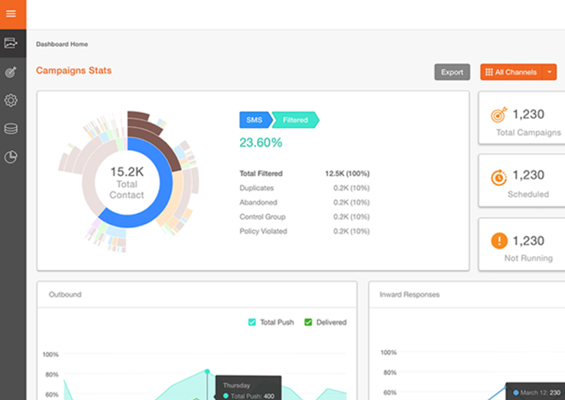 Dashboard Home
Campaigns Stats
Export
All Channels
15.2K
Total
Contact
SMS
Filtered
23.60%
Total Filtered 12.5K (100%)
Duplicates 0.2K (10%)
Abandoned 0.2K (10%)
Control Group 0.2K (10%)
Policy Violated 0.2K (10%)
1,230
Total Campaigns
1,230
Scheduled
1,230
Not Running
Outbound
Total Push
Delivered
100%
80%
60%
Thursday
Total Push: 400
Inward Responses
100%
80%
60%
March 12: 230